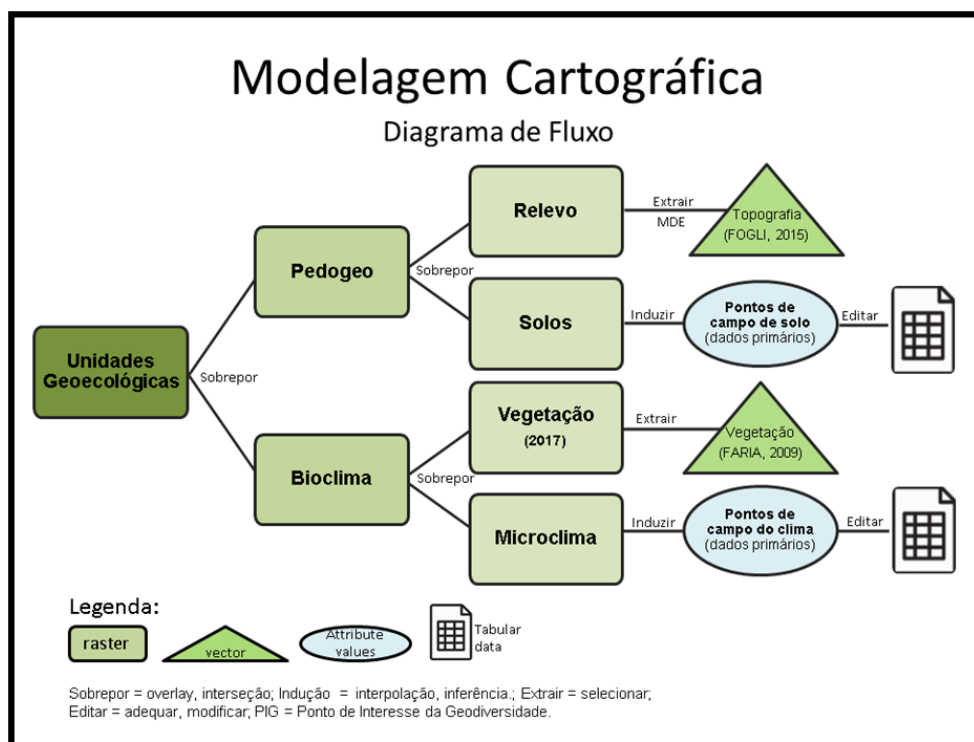 Modelagem Cartográfica
Diagrama de Fluxo
Unidades
Geoecológicas
Sobrepor
Pedogeo
Sobrepor
Relevo
Extrair
MDE
Topografia
(FOGLI, 2015)
Solos
Induzir
Pontos de
campo de solo
(dados primários)
Editar
Bioclima
Sobrepor
Vegetação
(2017)
Extrair
Vegetação
(FARIA, 2009)
Microclima
Induzir
Pontos de
campo do clima
(dados primários)
Editar
Legenda:
raster
vector
Attribute
values
Tabular
data
Sobrepor = overlay, interseção; Indução = interpolação, inferência.; Extrair = selecionar;
Editar = adequar, modificar; PIG = Ponto de Interesse da Geodiversidade.